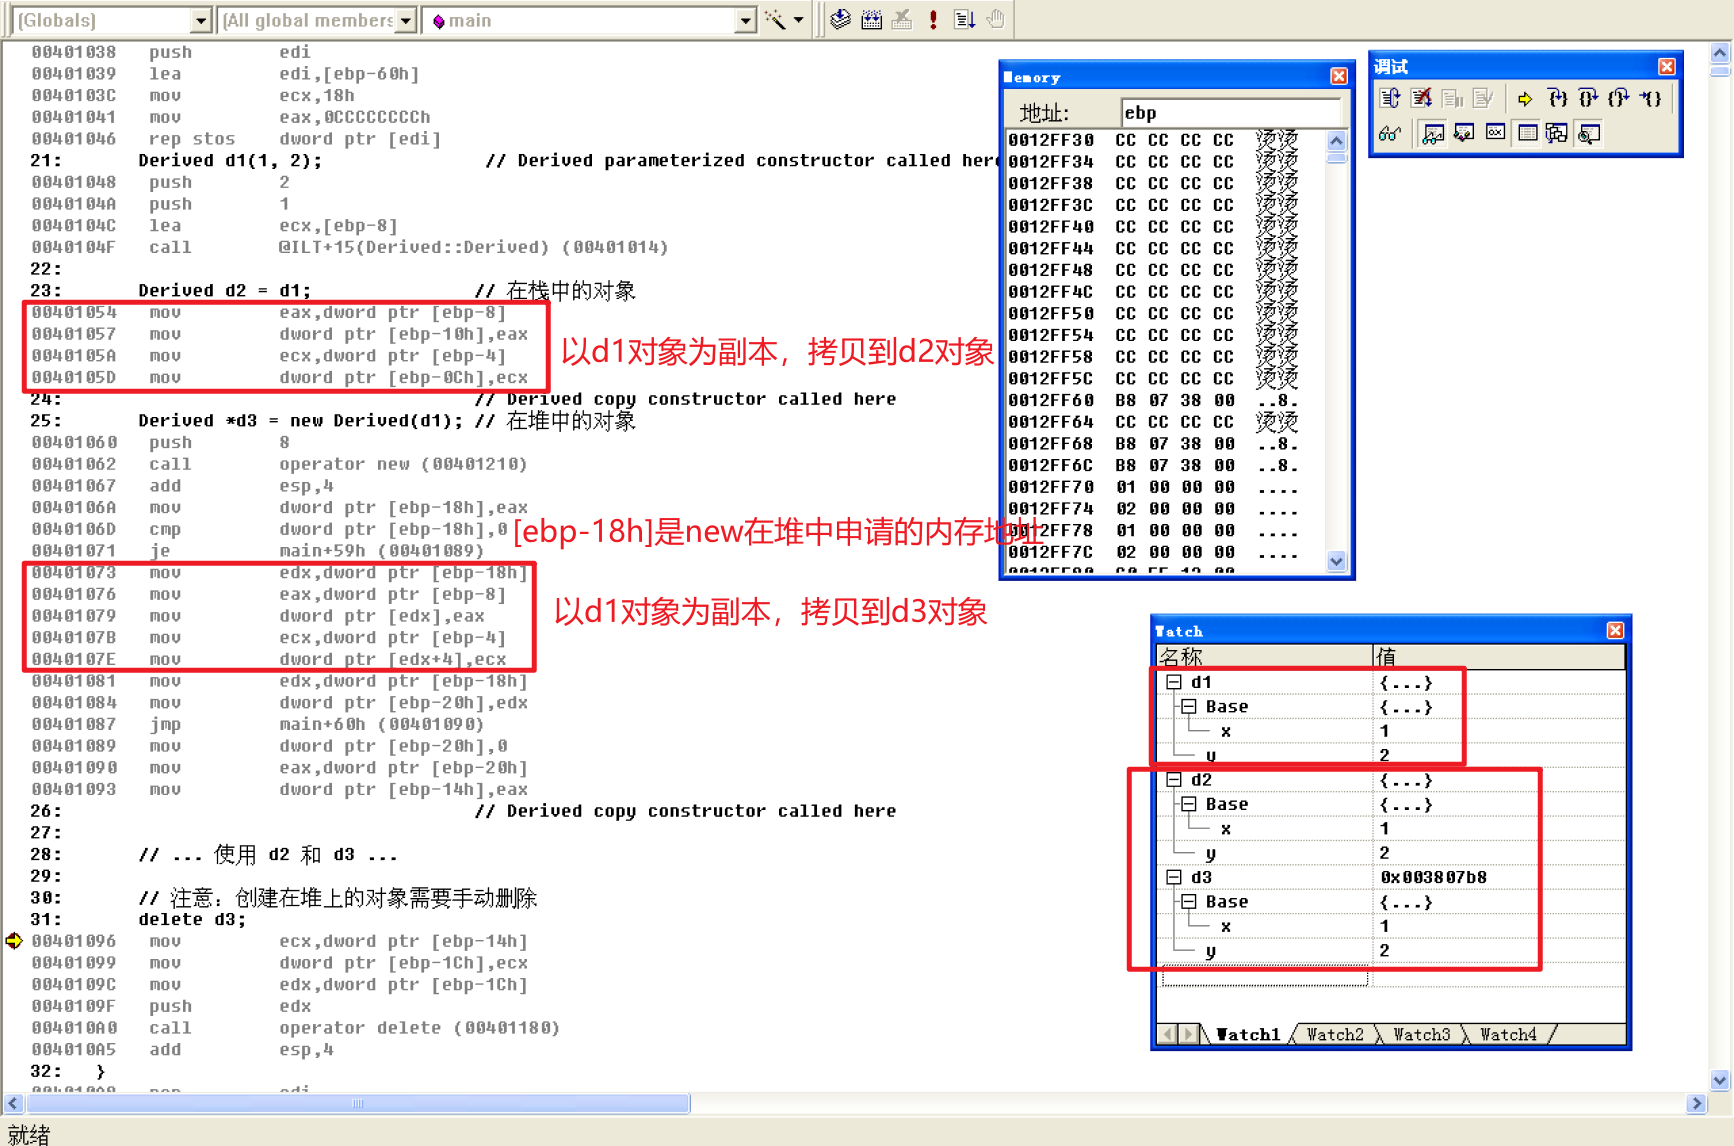 (Globals) (All global members main
00401038 push edi
00401039 lea edi,[ebp-60h]
0040103C mov ecx,18h
00401041 mov eax,0CCCCCCCCh
00401046 rep stos dword ptr [edi]
21: Derived d1(1, 2); // Derived parameterized constructor called here
00401048 push 2
0040104A push 1
0040104C lea ecx,[ebp-8]
0040104F call @ILT+15(Derived::Derived) (00401014)
22:
23: Derived d2 = d1; // 在栈中的对象
00401054 mov eax,dword ptr [ebp-8]
00401057 mov dword ptr [ebp-10h],eax
0040105A mov ecx,dword ptr [ebp-4]
0040105D mov dword ptr [ebp-0Ch],ecx
以d1对象为副本，拷贝到d2对象
24: // Derived copy constructor called here
25: Derived *d3 = new Derived(d1); // 在堆中的对象
00401060 push 8
00401062 call operator new (00401210)
00401067 add esp,4
0040106A mov dword ptr [ebp-18h],eax
0040106D cmp dword ptr [ebp-18h],0
[ebp-18h]是new在堆中申请的内存地址
00401071 je main+59h (00401089)
00401073 mov edx,dword ptr [ebp-18h]
00401076 mov eax,dword ptr [ebp-8]
00401079 mov dword ptr [edx],eax
0040107B mov ecx,dword ptr [ebp-4]
0040107E mov dword ptr [edx+4],ecx
以d1对象为副本，拷贝到d3对象
00401081 mov edx,dword ptr [ebp-18h]
00401084 mov dword ptr [ebp-20h],edx
00401087 jmp main+60h (00401090)
00401089 mov dword ptr [ebp-20h],0
00401090 mov eax,dword ptr [ebp-20h]
00401093 mov dword ptr [ebp-14h],eax
26: // Derived copy constructor called here
27:
28: // ... 使用 d2 和 d3 ...
29:
30: // 注意：创建在堆上的对象需要手动删除
31: delete d3;
00401096 mov ecx,dword ptr [ebp-14h]
00401099 mov dword ptr [ebp-1Ch],ecx
0040109C mov edx,dword ptr [ebp-1Ch]
0040109F push edx
004010A0 call operator delete (00401180)
004010A5 add esp,4
32: }
就绪
Memory
地址: ebp
0012FF30 CC CC CC CC 烫烫
0012FF34 CC CC CC CC 烫烫
0012FF38 CC CC CC CC 烫烫
0012FF3C CC CC CC CC 烫烫
0012FF40 CC CC CC CC 烫烫
0012FF44 CC CC CC CC 烫烫
0012FF48 CC CC CC CC 烫烫
0012FF4C CC CC CC CC 烫烫
0012FF50 CC CC CC CC 烫烫
0012FF54 CC CC CC CC 烫烫
0012FF58 CC CC CC CC 烫烫
0012FF5C CC CC CC CC 烫烫
0012FF60 B8 07 38 00 ..8.
0012FF64 CC CC CC CC 烫烫
0012FF68 B8 07 38 00 ..8.
0012FF6C B8 07 38 00 ..8.
0012FF70 01 00 00 00 ....
0012FF74 02 00 00 00 ....
0012FF78 01 00 00 00 ....
0012FF7C 02 00 00 00 ....
调试
Watch
名称 值
d1 {...}
Base {...}
x 1
y 2
d2 {...}
Base {...}
x 1
y 2
d3 0x003807b8
Base {...}
x 1
y 2
Watch1 Watch2 Watch3 Watch4